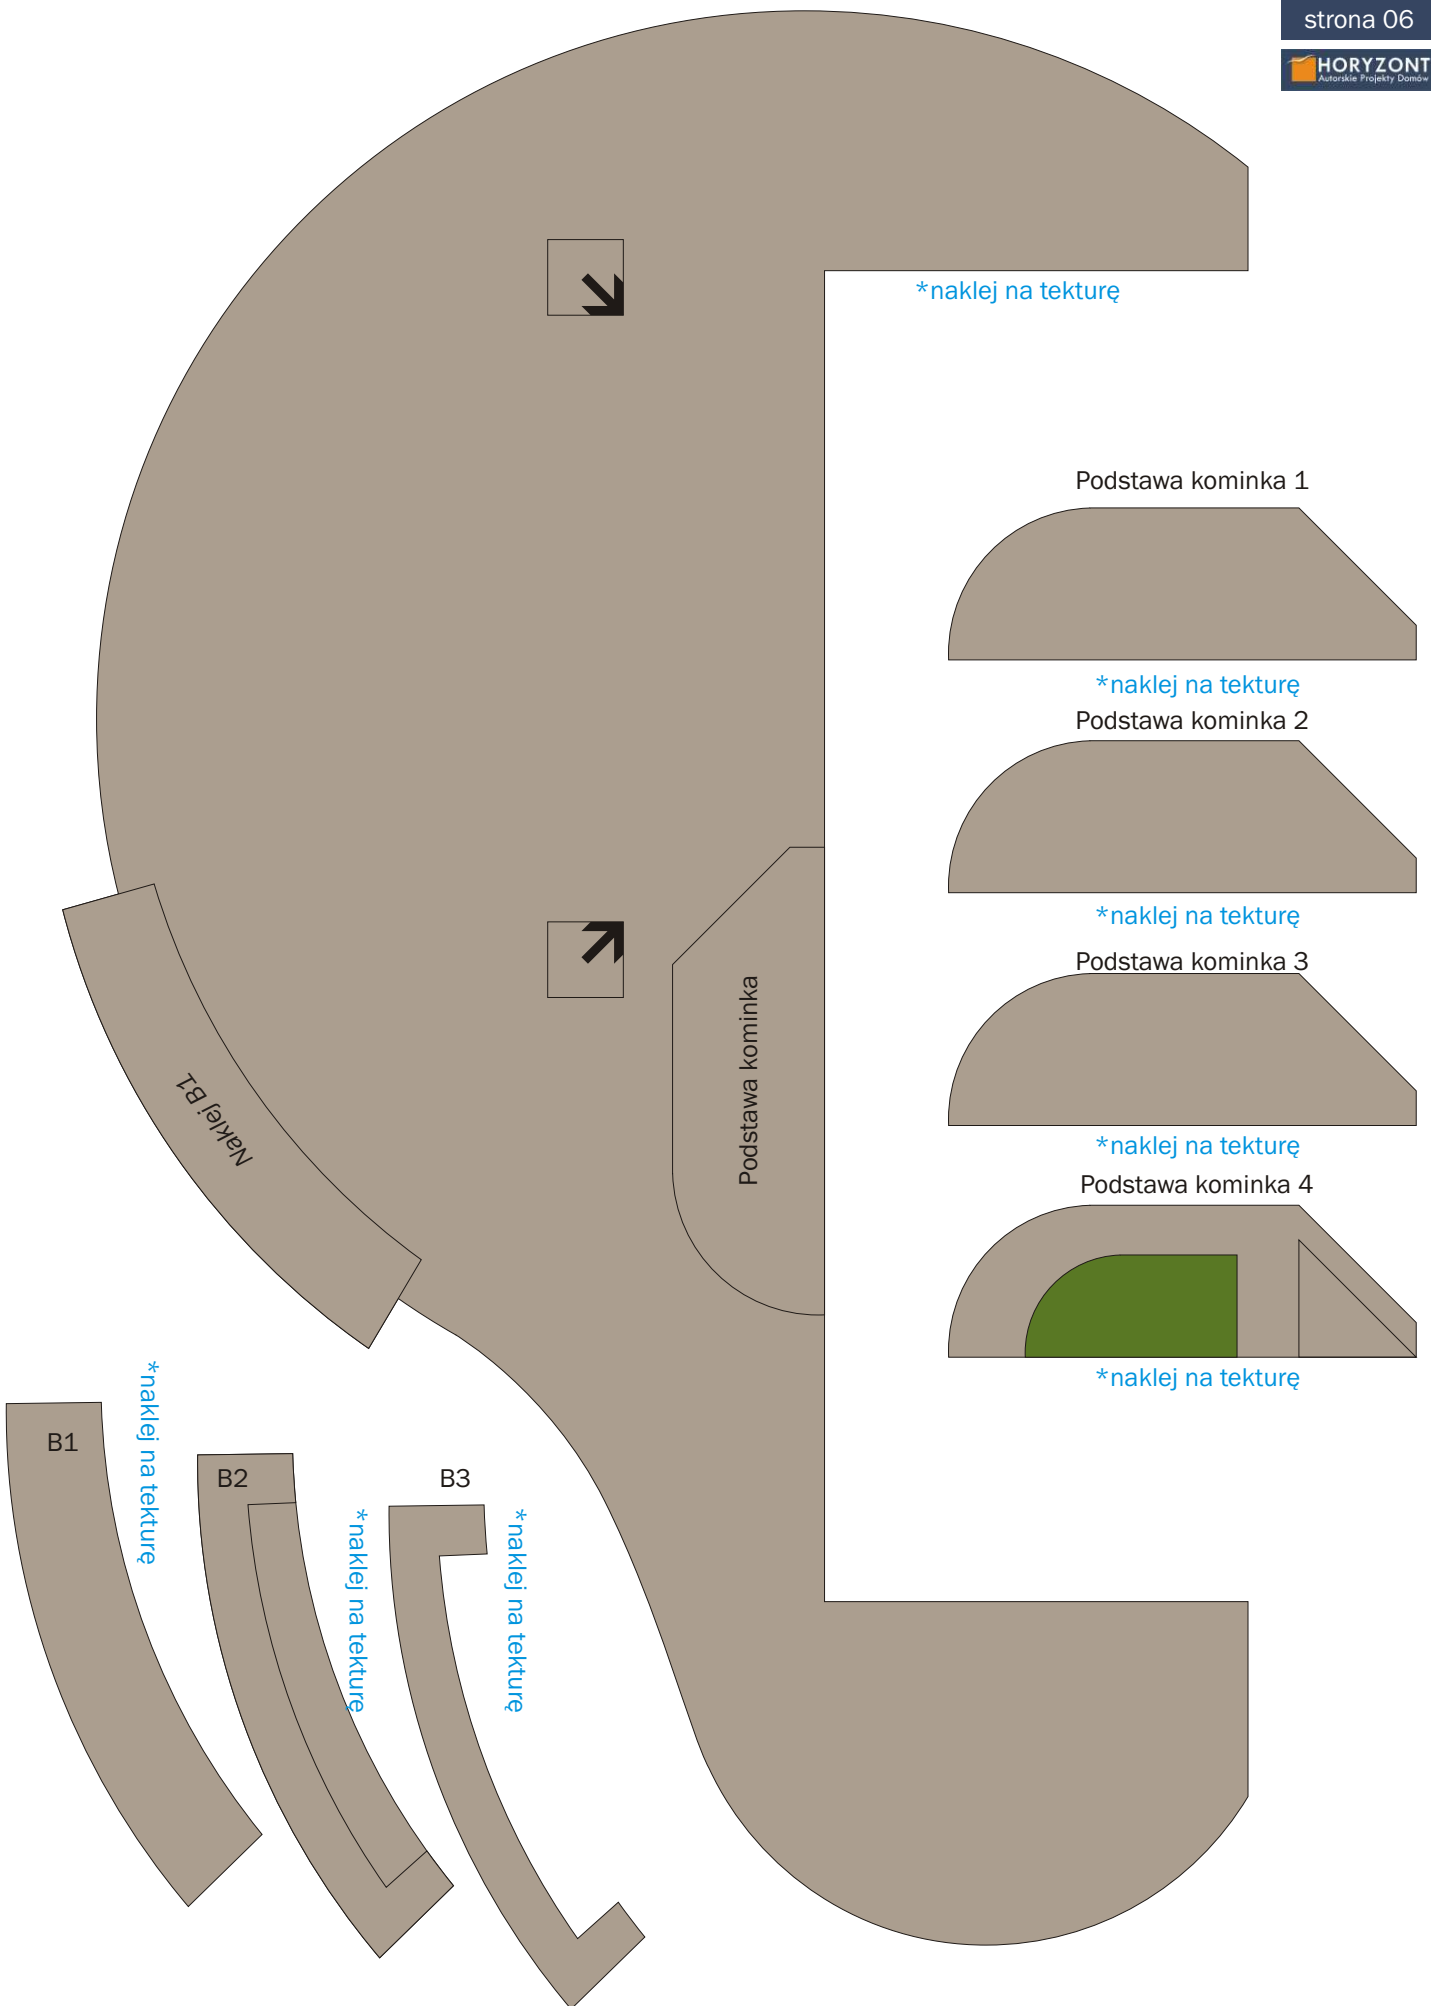 strona 06
HORYZONT
Autorskie Projekty Domów
*naklej na tekturę
Podstawa kominka 1
*naklej na tekturę
Podstawa kominka 2
*naklej na tekturę
Podstawa kominka 3
*naklej na tekturę
Podstawa kominka 4
*naklej na tekturę
Podstawa kominka
Naklej B1
B1
*naklej na tekturę
B2
*naklej na tekturę
B3
*naklej na tekturę